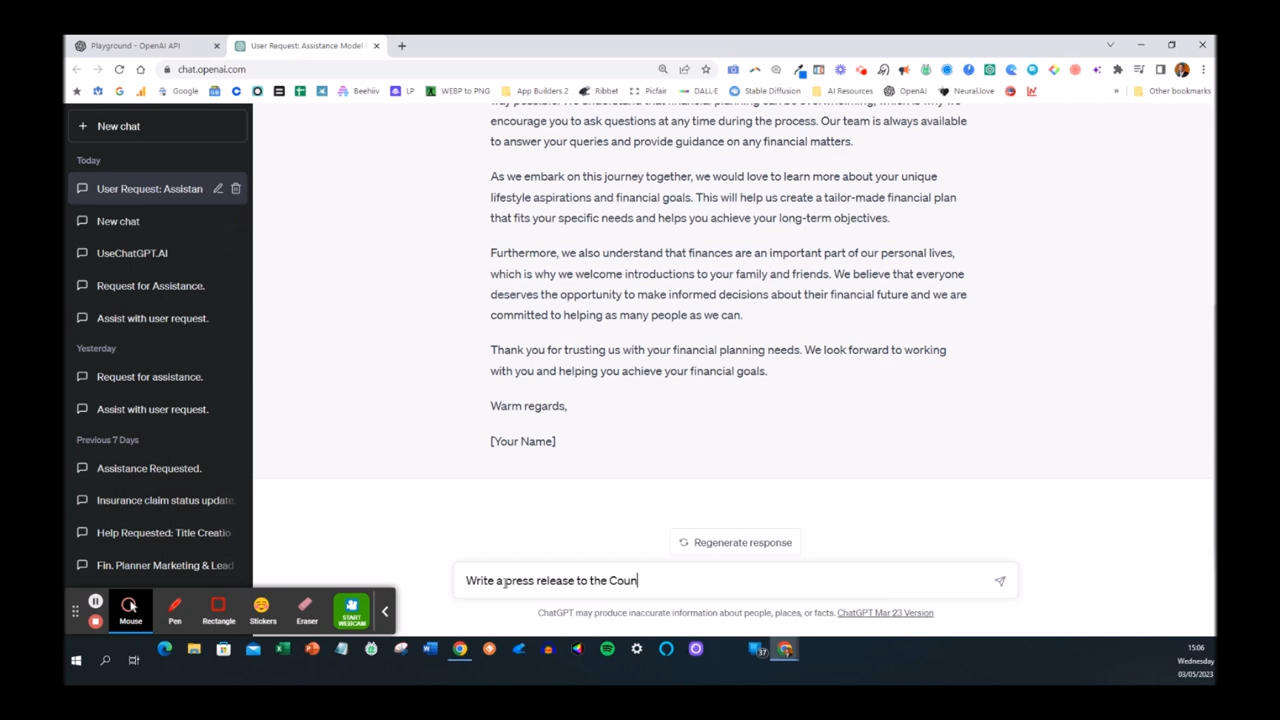 Playground - OpenAI API
User Request: Assistance Model
chat.openai.com
Google
Beehiiv
LP
WEBP to PNG
App Builders 2
Ribbet
Picfair
DALL-E
Stable Diffusion
AI Resources
OpenAI
Neural.love
»
Other bookmarks
+ New chat
Today
User Request: Assistan
New chat
UseChatGPT.AI
Request for Assistance.
Assist with user request.
Yesterday
Request for assistance.
Assist with user request.
Previous 7 Days
Assistance Requested.
Insurance claim status update.
Help Requested: Title Creatio
Fin. Planner Marketing & Lead
encourage you to ask questions at any time during the process. Our team is always available
to answer your queries and provide guidance on any financial matters.
As we embark on this journey together, we would love to learn more about your unique
lifestyle aspirations and financial goals. This will help us create a tailor-made financial plan
that fits your specific needs and helps you achieve your long-term objectives.
Furthermore, we also understand that finances are an important part of our personal lives,
which is why we welcome introductions to your family and friends. We believe that everyone
deserves the opportunity to make informed decisions about their financial future and we are
committed to helping as many people as we can.
Thank you for trusting us with your financial planning needs. We look forward to working
with you and helping you achieve your financial goals.
Warm regards,
[Your Name]
Regenerate response
Write a press release to the Coun
ChatGPT may produce inaccurate information about people, places, or facts. ChatGPT Mar 23 Version
Mouse
Pen
Rectangle
Stickers
Eraser
START
WEBCAM
37
15:06
Wednesday
03/05/2023